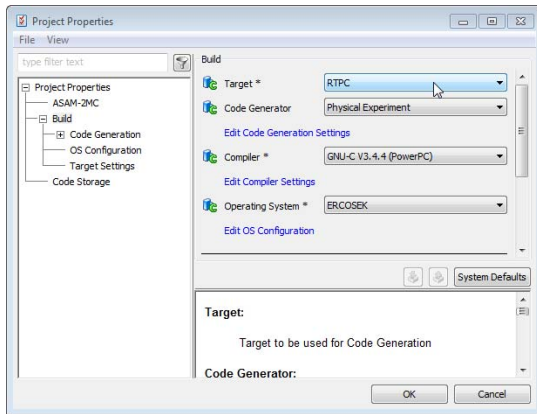 Project Properties
File View
type filter text
Project Properties
ASAM-2MC
Build
Code Generation
OS Configuration
Target Settings
Code Storage
Build
Target * RTPC
Code Generator Physical Experiment
Edit Code Generation Settings
Compiler * GNU-C V3.4.4 (PowerPC)
Edit Compiler Settings
Operating System * ERCOSEK
Edit OS Configuration
System Defaults
Target:
Target to be used for Code Generation
Code Generator:
OK Cancel